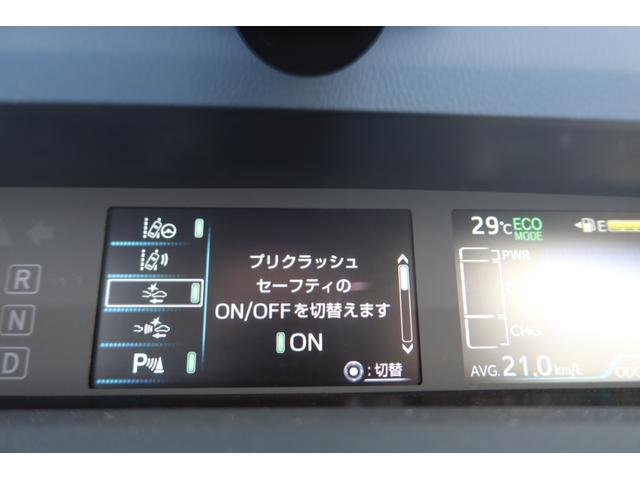 R
N
D
P
プリクラッシュ
セーフティの
ON/OFFを切替えます
ON
:切替
29℃
ECO
MODE
E
PWR
CHG
AVG. 21.0 km/L
ODO